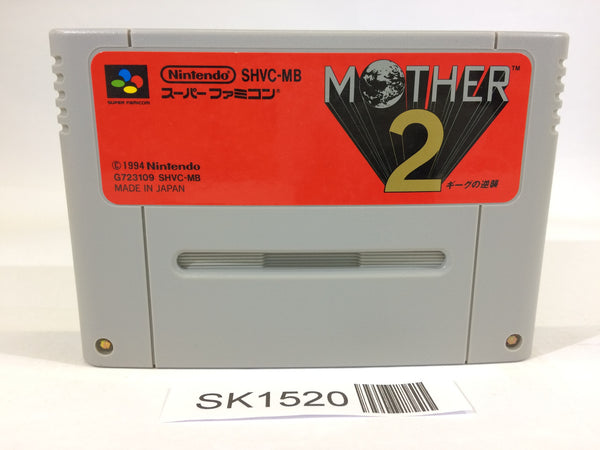 SUPER FAMICOM
Nintendo SHVC-MB
スーパーファミコン
©1994 Nintendo
G723109 SHVC-MB
MADE IN JAPAN
MOTHER™
2
ギーグの逆襲
SK1520